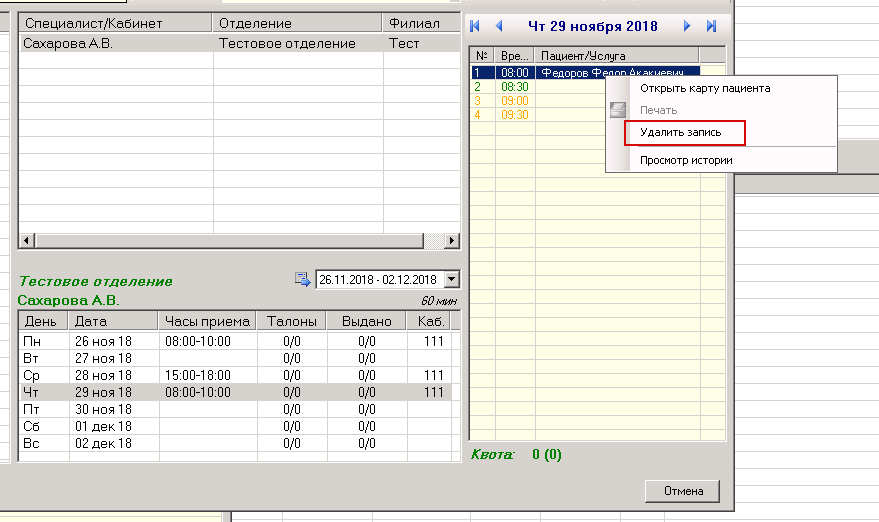 Специалист/Кабинет Отделение Филиал
Сахарова А.В. Тестовое отделение Тест
Чт 29 ноября 2018
№ Вре... Пациент/Услуга
1 08:00 Федоров Федор Акакиевич
2 08:30
3 09:00
4 09:30
Открыть карту пациента
Печать
Удалить запись
Просмотр истории
Тестовое отделение 26.11.2018 - 02.12.2018
Сахарова А.В. 60 мин
День Дата Часы приема Талоны Выдано Каб.
Пн 26 ноя 18 08:00-10:00 0/0 0/0 111
Вт 27 ноя 18 0/0 0/0
Ср 28 ноя 18 15:00-18:00 0/0 0/0 111
Чт 29 ноя 18 08:00-10:00 0/0 0/0 111
Пт 30 ноя 18 0/0 0/0
Сб 01 дек 18 0/0 0/0
Вс 02 дек 18 0/0 0/0
Квота: 0 (0)
Отмена